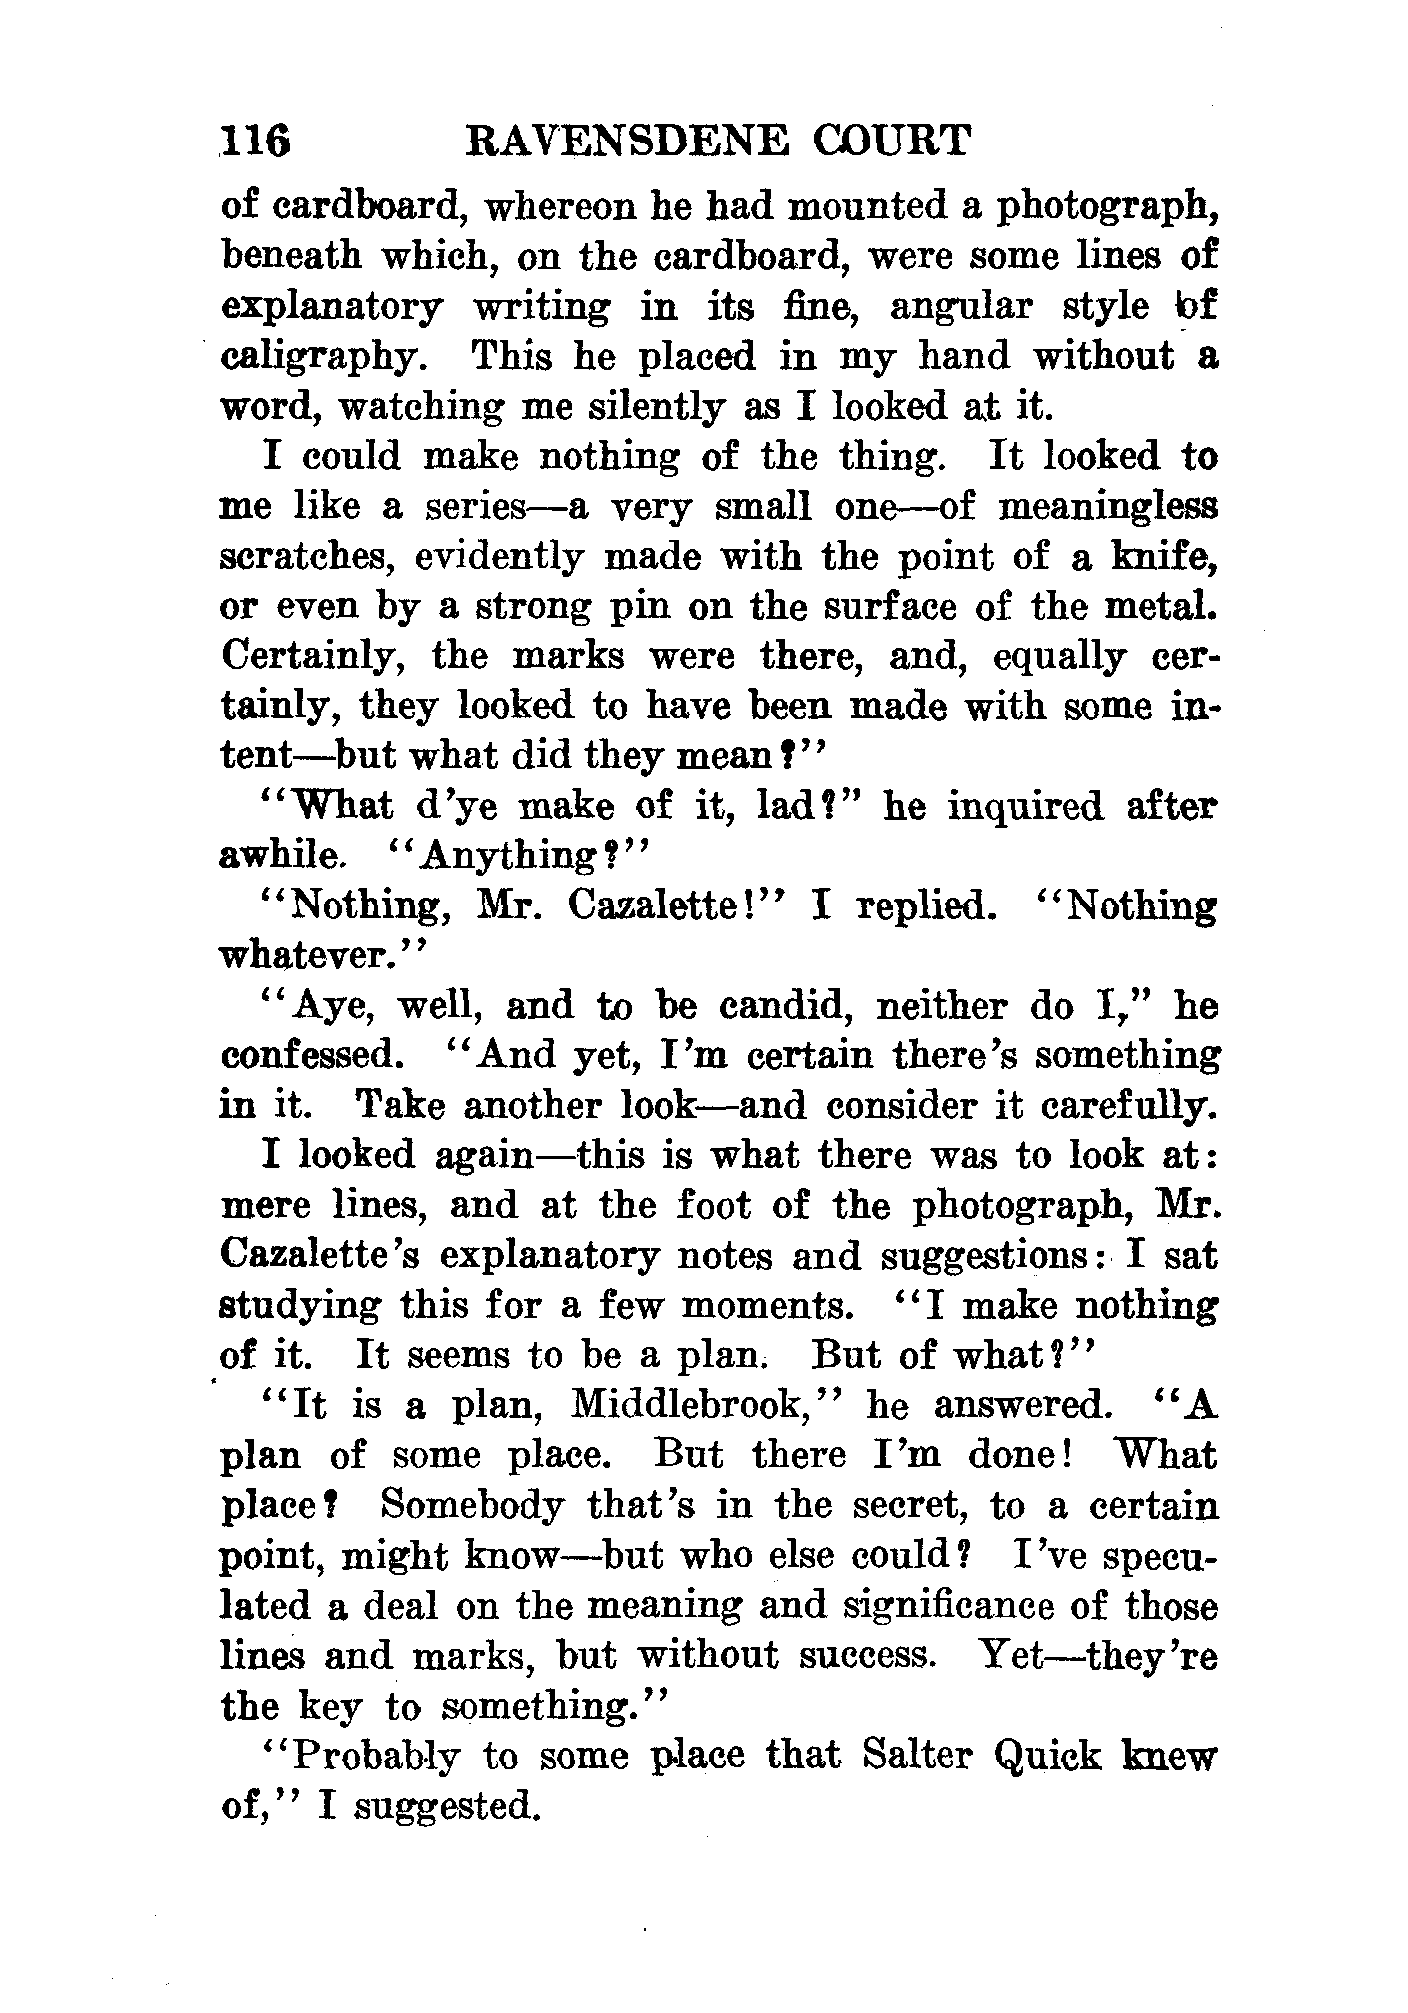 116 RAVENSDENE COURT
of cardboard, whereon he had mounted a photograph,
beneath which, on the cardboard, were some lines of
explanatory writing in its fine, angular style of
caligraphy. This he placed in my hand without a
word, watching me silently as I looked at it.
I could make nothing of the thing. It looked to
me like a series—a very small one—of meaningless
scratches, evidently made with the point of a knife,
or even by a strong pin on the surface of the metal.
Certainly, the marks were there, and, equally cer-
tainly, they looked to have been made with some in-
tent—but what did they mean?"
"What d'ye make of it, lad?" he inquired after
awhile. "Anything?"
"Nothing, Mr. Cazalette!" I replied. "Nothing
whatever."
"Aye, well, and to be candid, neither do I," he
confessed. "And yet, I'm certain there's something
in it. Take another look—and consider it carefully.
I looked again—this is what there was to look at:
mere lines, and at the foot of the photograph, Mr.
Cazalette's explanatory notes and suggestions: I sat
studying this for a few moments. "I make nothing
of it. It seems to be a plan. But of what?"
"It is a plan, Middlebrook," he answered. "A
plan of some place. But there I'm done! What
place? Somebody that's in the secret, to a certain
point, might know—but who else could? I've specu-
lated a deal on the meaning and significance of those
lines and marks, but without success. Yet—they're
the key to something."
"Probably to some place that Salter Quick knew
of," I suggested.